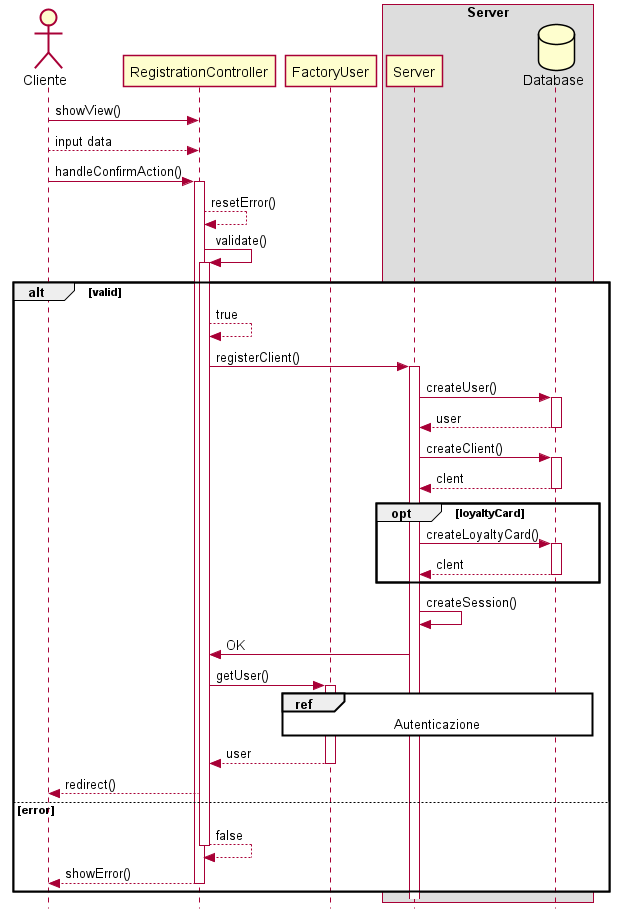 Server
Cliente
RegistrationController
FactoryUser
Server
Database
showView()
input data
handleConfirmAction()
resetError()
validate()
alt [valid]
true
registerClient()
createUser()
user
createClient()
clent
opt [loyaltyCard]
createLoyaltyCard()
clent
createSession()
OK
getUser()
ref
Autenticazione
user
redirect()
[error]
false
showError()